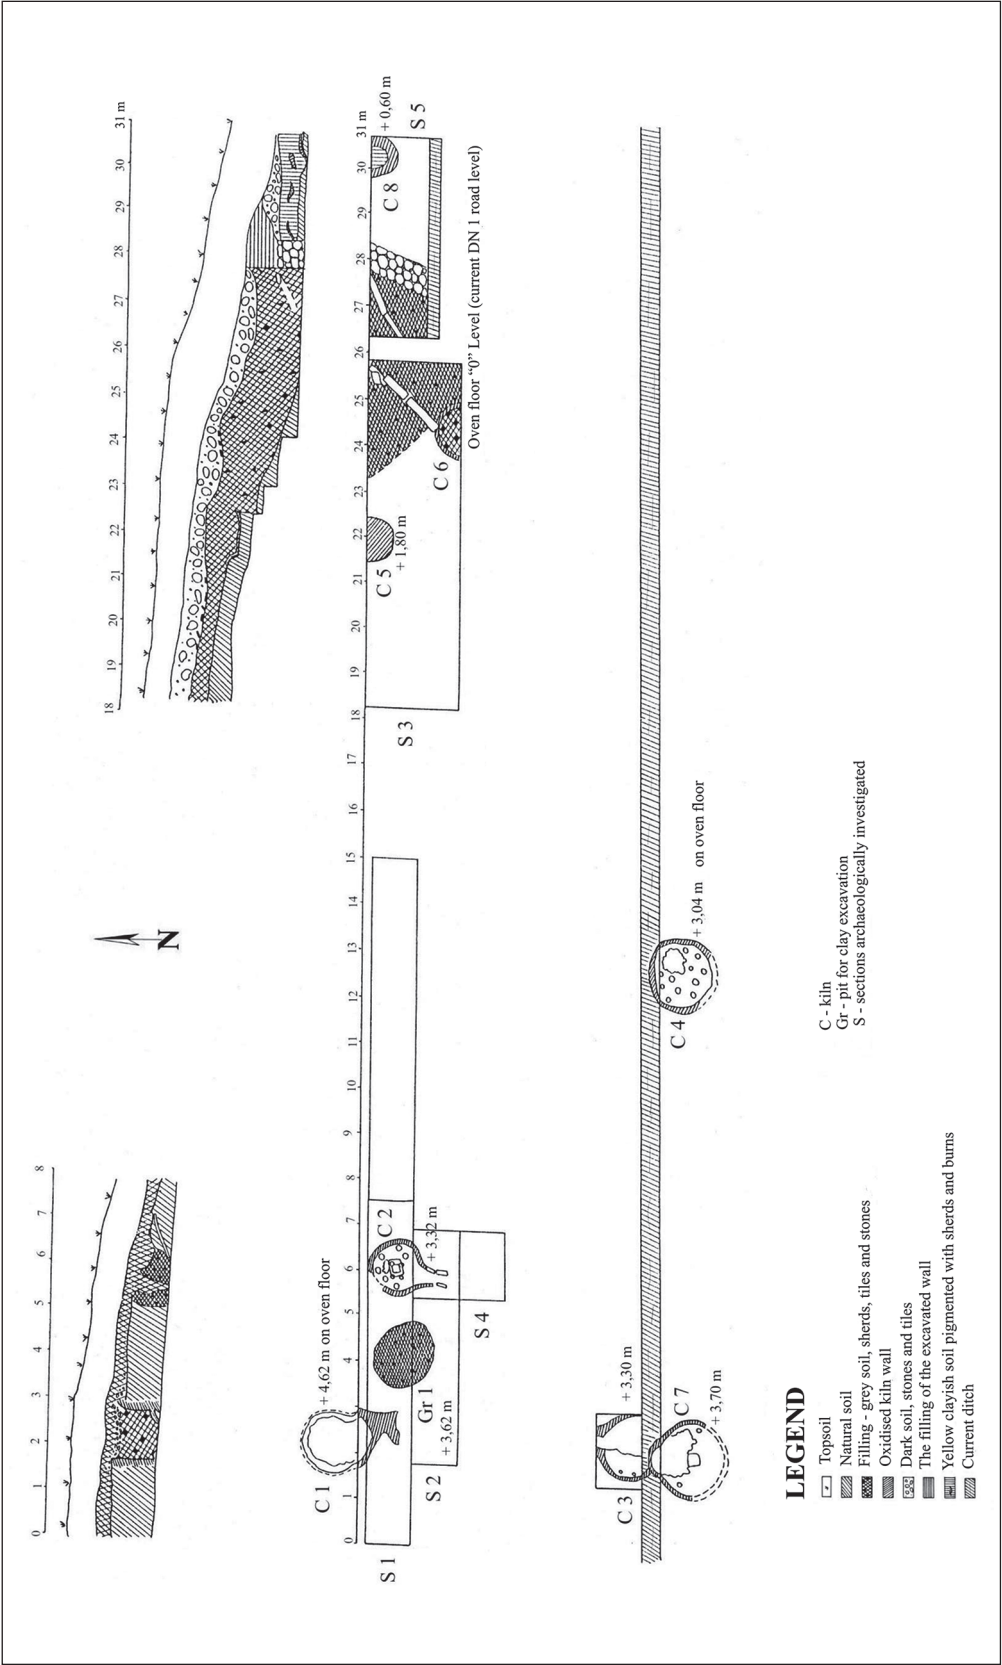 0 1 2 3 4 5 6 7 8
18 19 20 21 22 23 24 25 26 27 28 29 30 31 m
N
0 1 2 3 4 5 6 7 8 9 10 11 12 13 14 15 16 17 18 19 20 21 22 23 24 25 26 27 28 29 30 31 m
C 1
+ 4,62 m on oven floor
S 1
S 2
+ 3,62 m
Gr 1
C 2
+ 3,32 m
S 4
S 3
C 5
+ 1,80 m
C 6
C 8
+ 0,60 m
S 5
Oven floor “0” Level (current DN 1 road level)
C 3
+ 3,30 m
C 7
+ 3,70 m
C 4
+ 3,04 m on oven floor
LEGEND
Topsoil
Natural soil
Filling - grey soil, sherds, tiles and stones
Oxidised kiln wall
Dark soil, stones and tiles
The filling of the excavated wall
Yellow clayish soil pigmented with sherds and burns
Current ditch
C - kiln
Gr - pit for clay excavation
S - sections archaeologically investigated